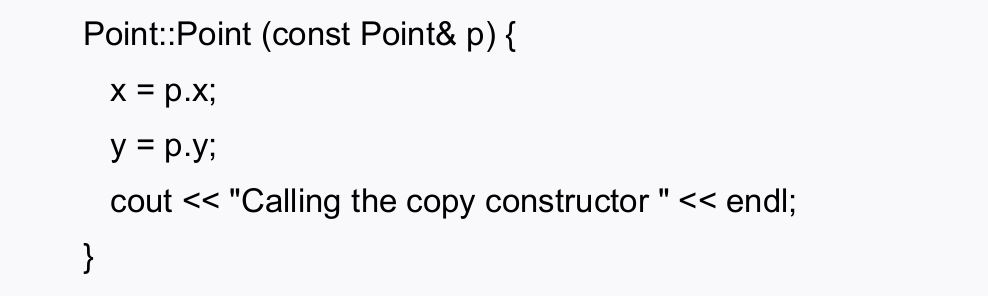 Point::Point (const Point& p) {
x = p.x;
y = p.y;
cout << "Calling the copy constructor " << endl;
}